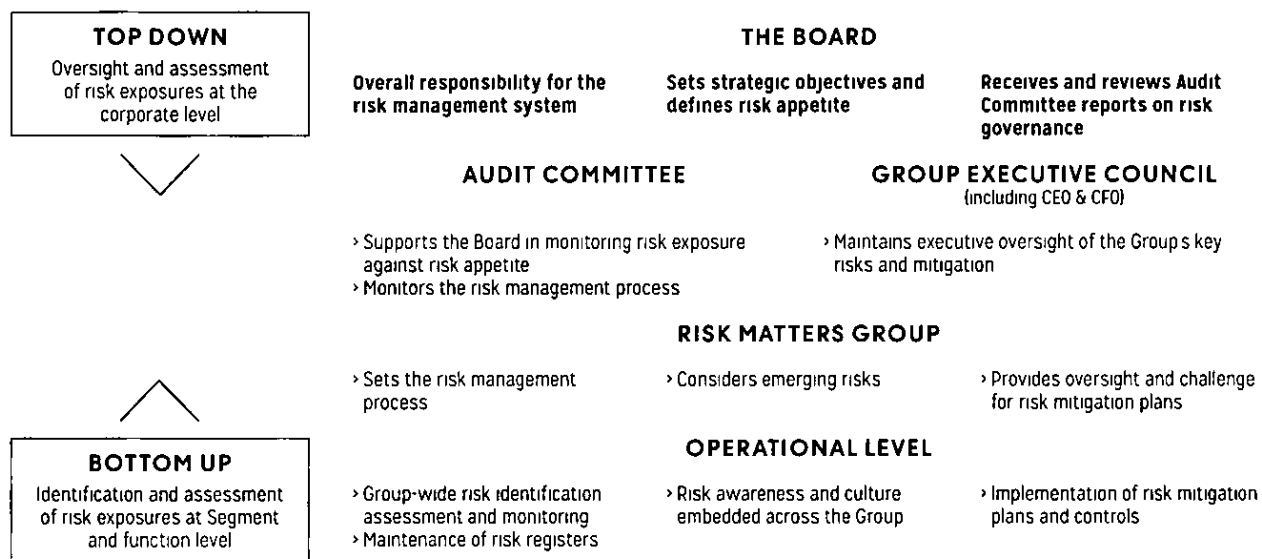 TOP DOWN
Oversight and assessment
of risk exposures at the
corporate level
THE BOARD
Overall responsibility for the
risk management system
Sets strategic objectives and
defines risk appetite
Receives and reviews Audit
Committee reports on risk
governance
AUDIT COMMITTEE
› Supports the Board in monitoring risk exposure
against risk appetite
› Monitors the risk management process
GROUP EXECUTIVE COUNCIL
(including CEO & CFO)
› Maintains executive oversight of the Group s key
risks and mitigation
RISK MATTERS GROUP
› Sets the risk management
process
› Considers emerging risks
› Provides oversight and challenge
for risk mitigation plans
BOTTOM UP
Identification and assessment
of risk exposures at Segment
and function level
OPERATIONAL LEVEL
› Group-wide risk identification
assessment and monitoring
› Maintenance of risk registers
› Risk awareness and culture
embedded across the Group
› Implementation of risk mitigation
plans and controls